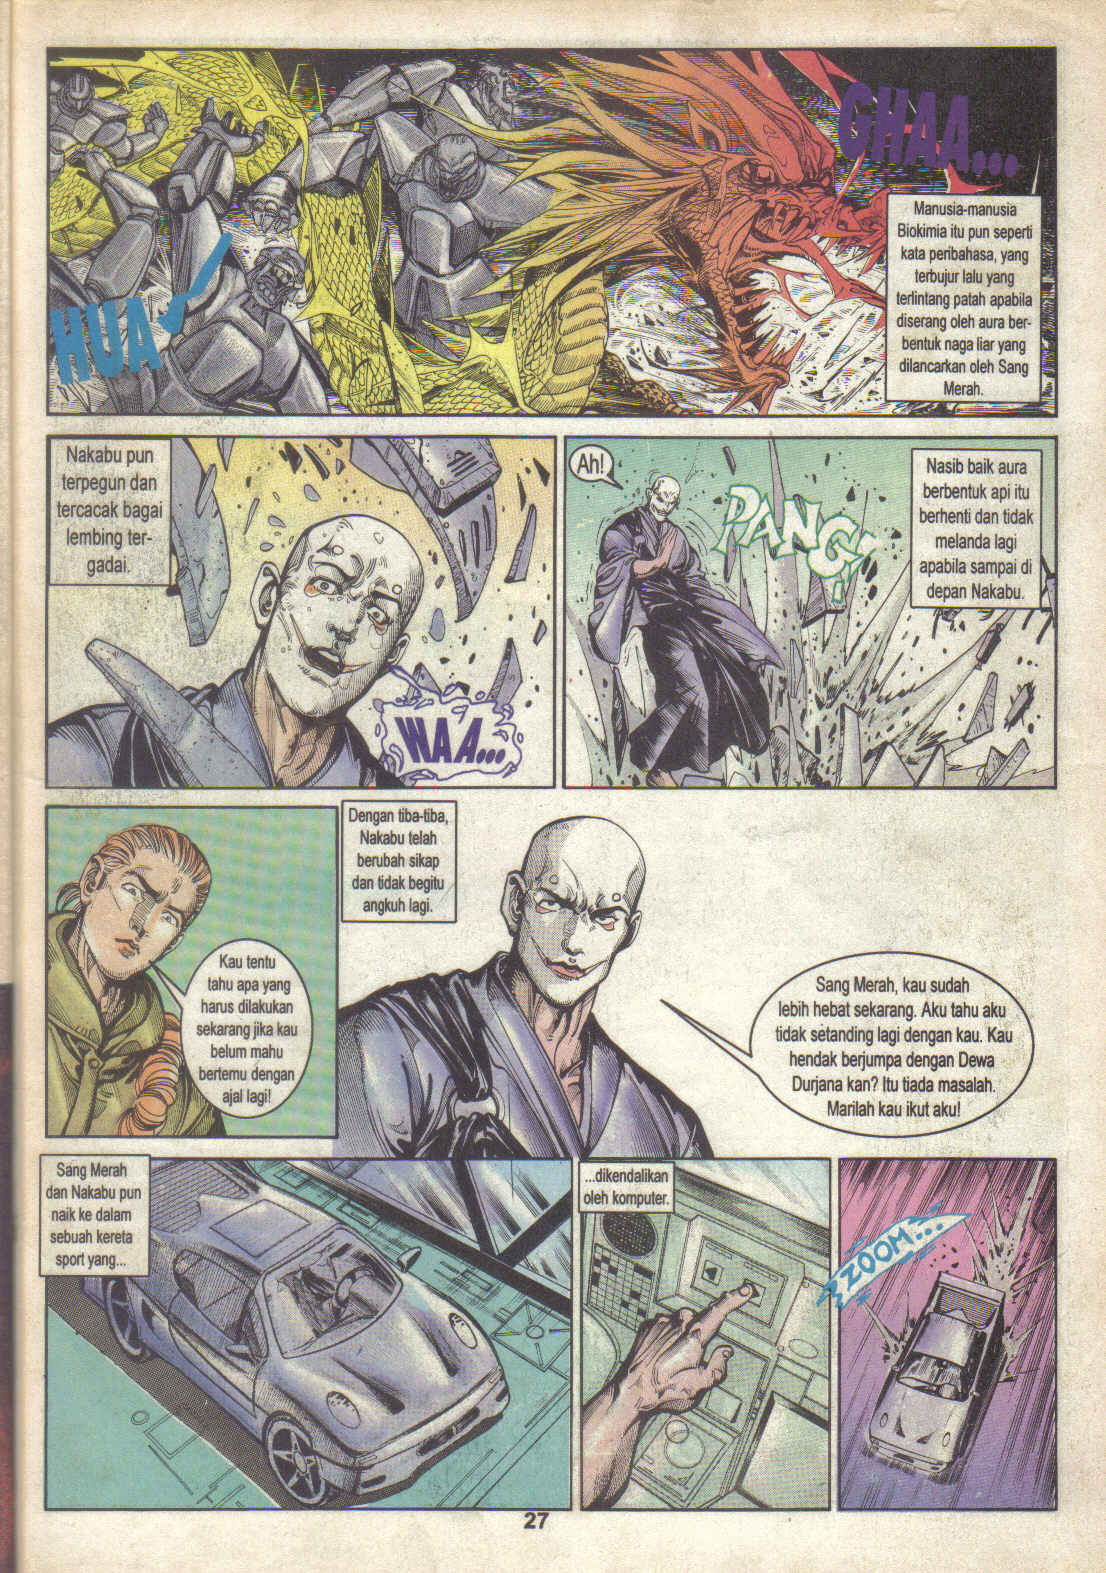 GHAA...
Manusia-manusia
Biokimia itu pun seperti
kata peribahasa, yang
terbujur lalu yang
terlintang patah apabila
diserang oleh aura ber-
bentuk naga liar yang
dilancarkan oleh Sang
Merah.
HUA
Nakabu pun
terpegun dan
tercacak bagai
lembing ter-
gadai.
WAA...
Ah!
PANG!
Nasib baik aura
berbentuk api itu
berhenti dan tidak
melanda lagi
apabila sampai di
depan Nakabu.
Kau tentu
tahu apa yang
harus dilakukan
sekarang jika kau
belum mahu
bertemu dengan
ajal lagi!
Dengan tiba-tiba,
Nakabu telah
berubah sikap
dan tidak begitu
angkuh lagi.
Sang Merah, kau sudah
lebih hebat sekarang. Aku tahu aku
tidak setanding lagi dengan kau. Kau
hendak berjumpa dengan Dewa
Durjana kan? Itu tiada masalah.
Marilah kau ikut aku!
Sang Merah
dan Nakabu pun
naik ke dalam
sebuah kereta
sport yang...
...dikendalikan
oleh komputer.
ZOOM...
27